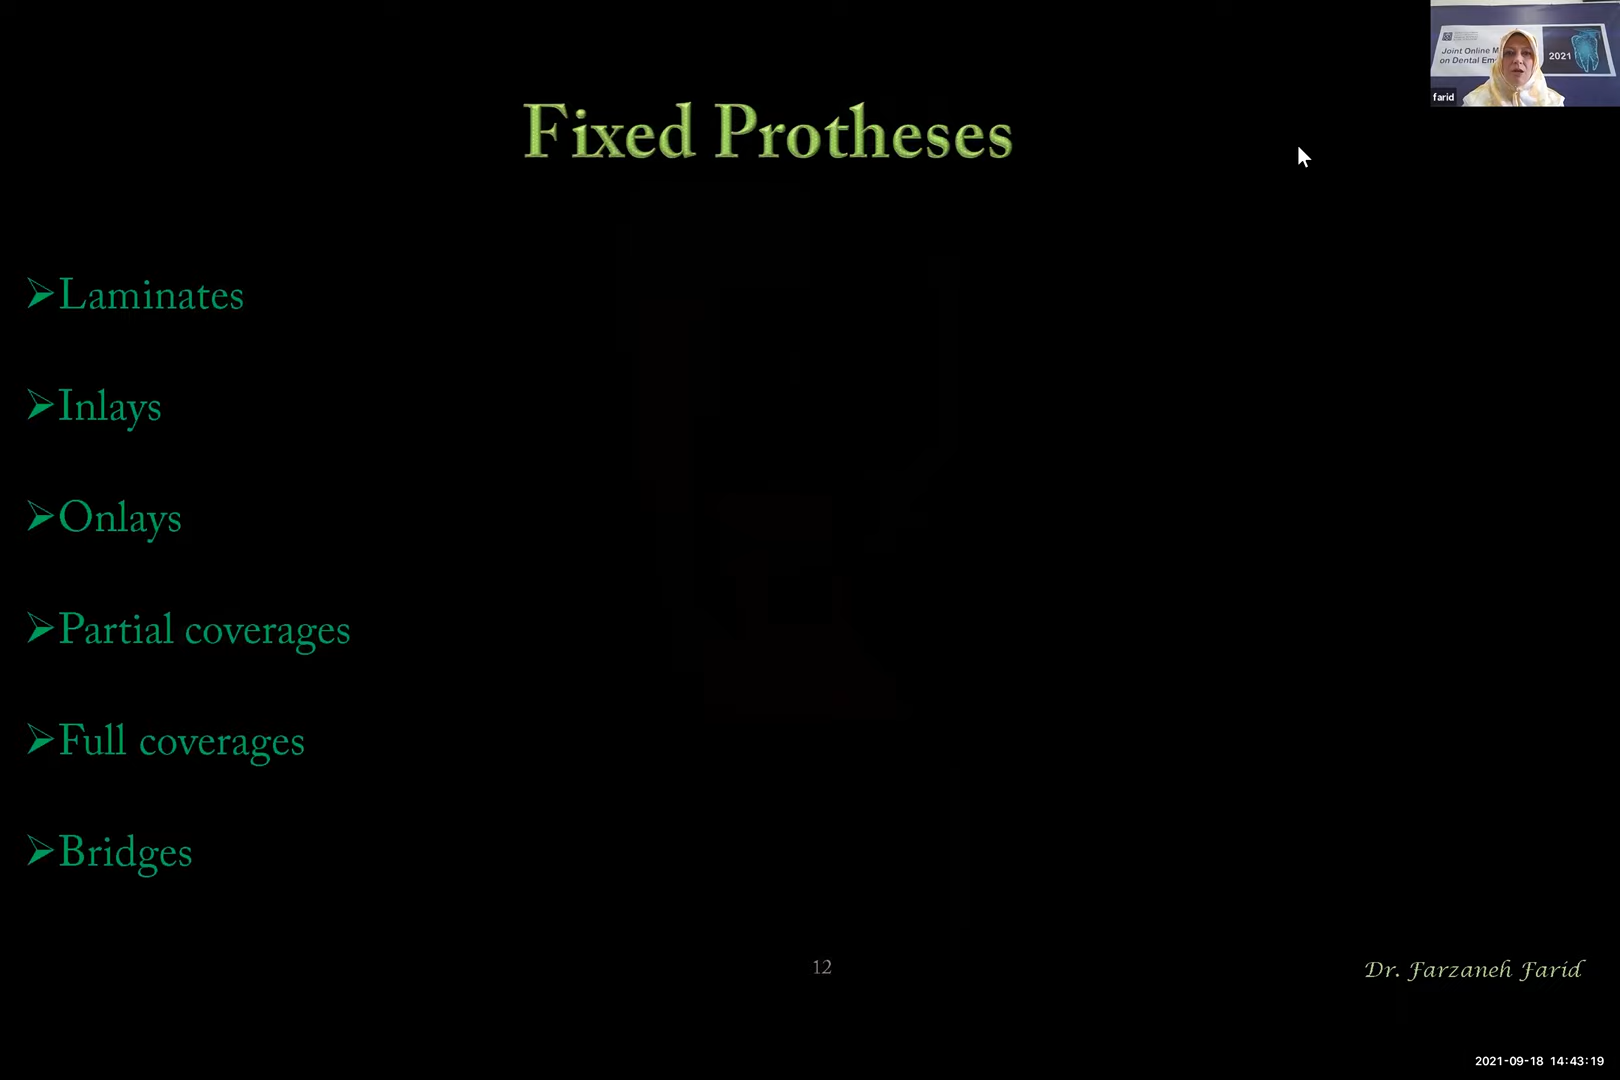 Joint Online M
on Dental Em
2021
farid
Fixed Protheses
➢Laminates
➢Inlays
➢Onlays
➢Partial coverages
➢Full coverages
➢Bridges
12
Dr. Farzaneh Farid
2021-09-18 14:43:19